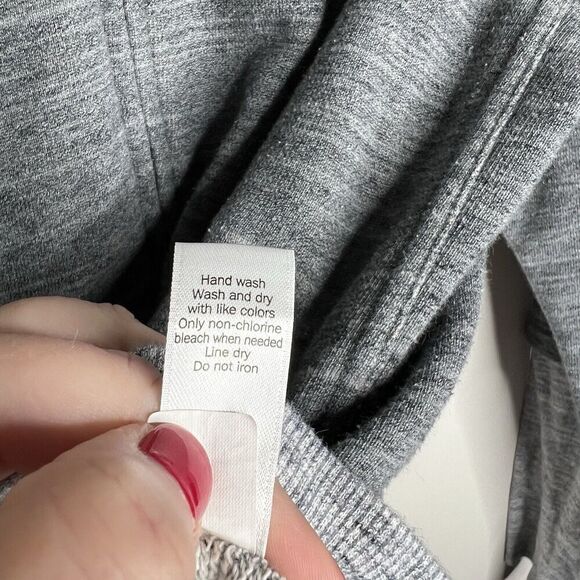 Hand wash
Wash and dry
with like colors
Only non-chlorine
bleach when needed
Line dry
Do not iron